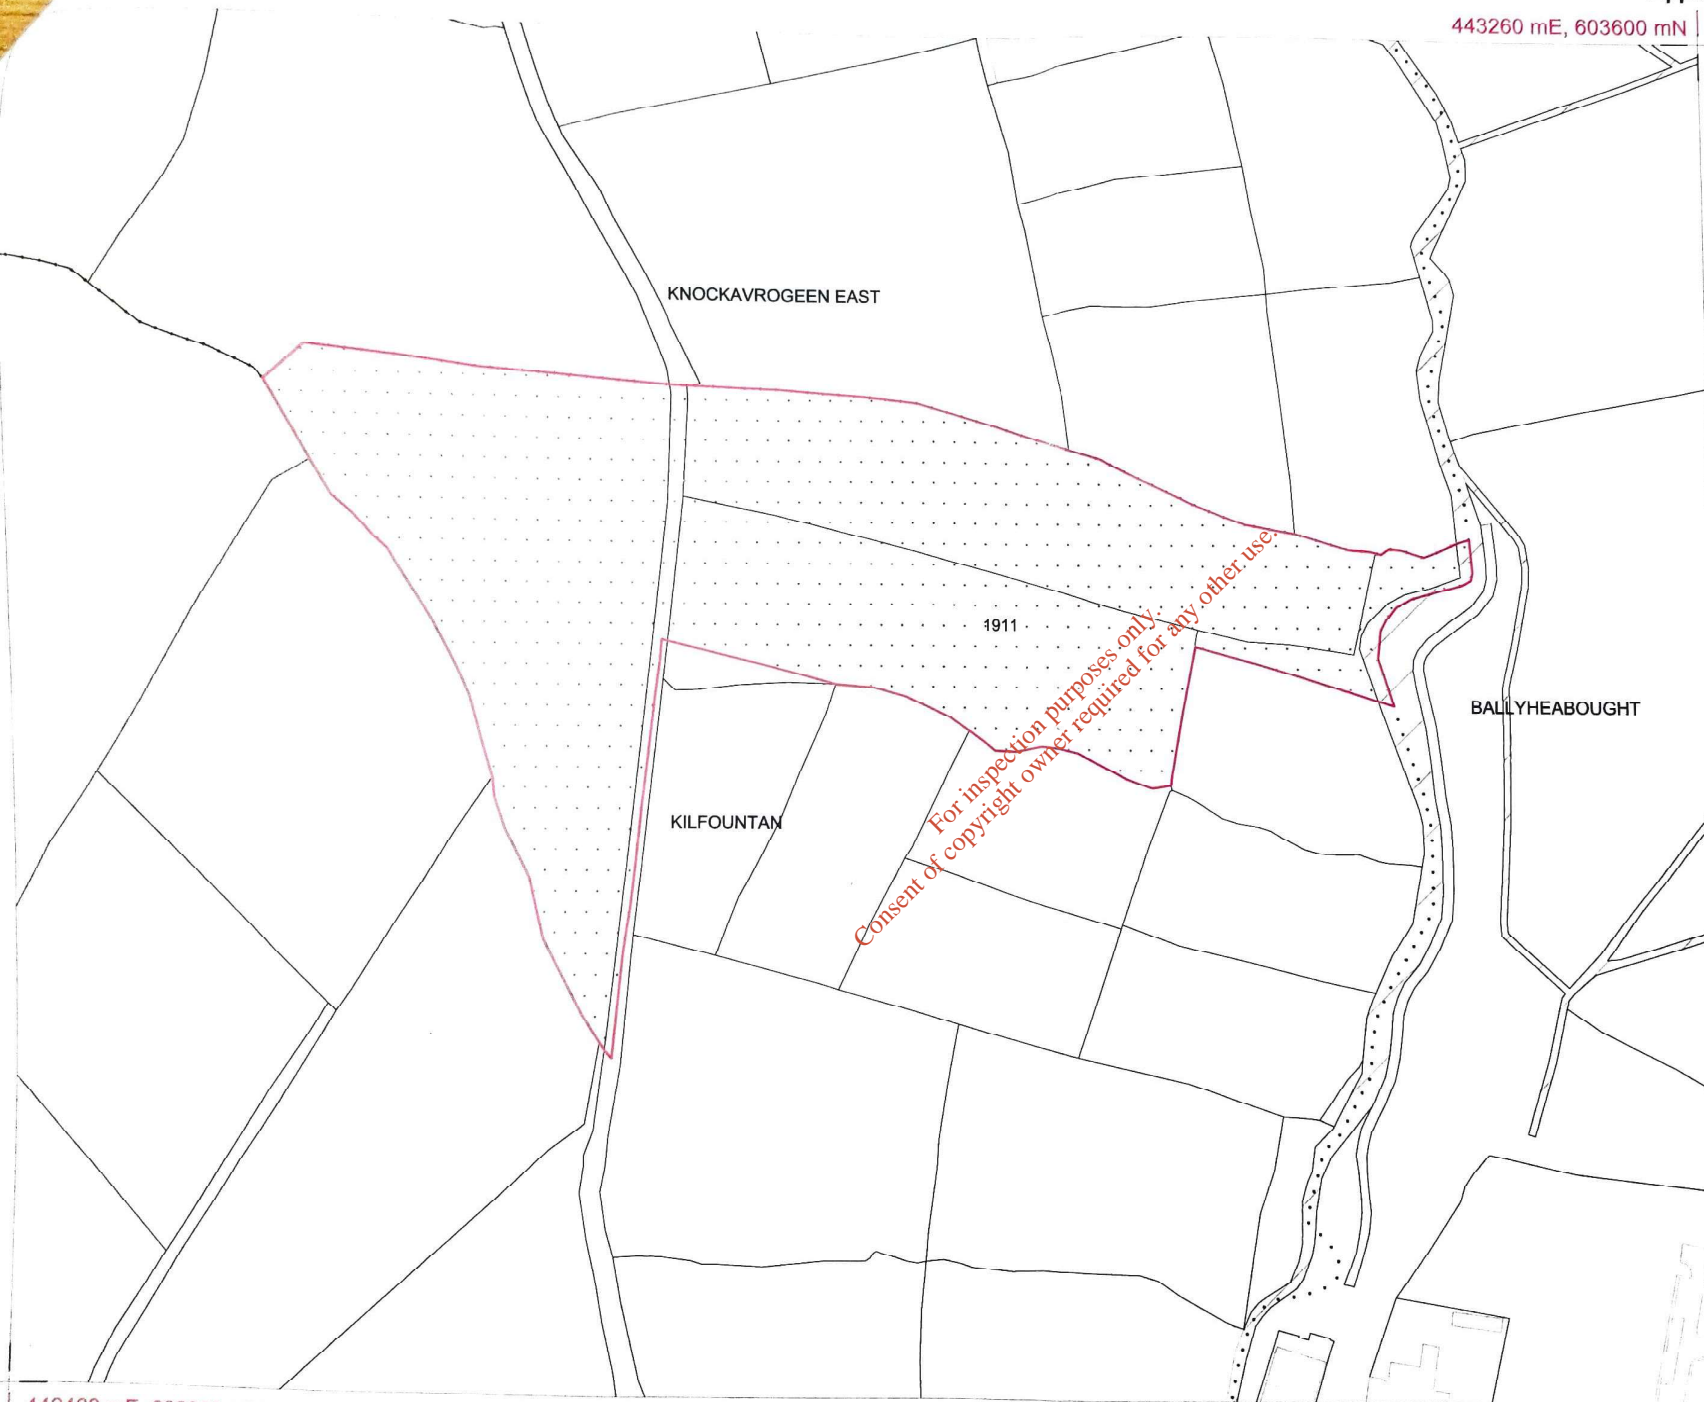 443260 mE, 603600 mN
KNOCKAVROGEEN EAST
1911
BALLYHEABOUGHT
KILFOUNTAN
For inspection purposes only.
Consent of copyright owner required for any other use.